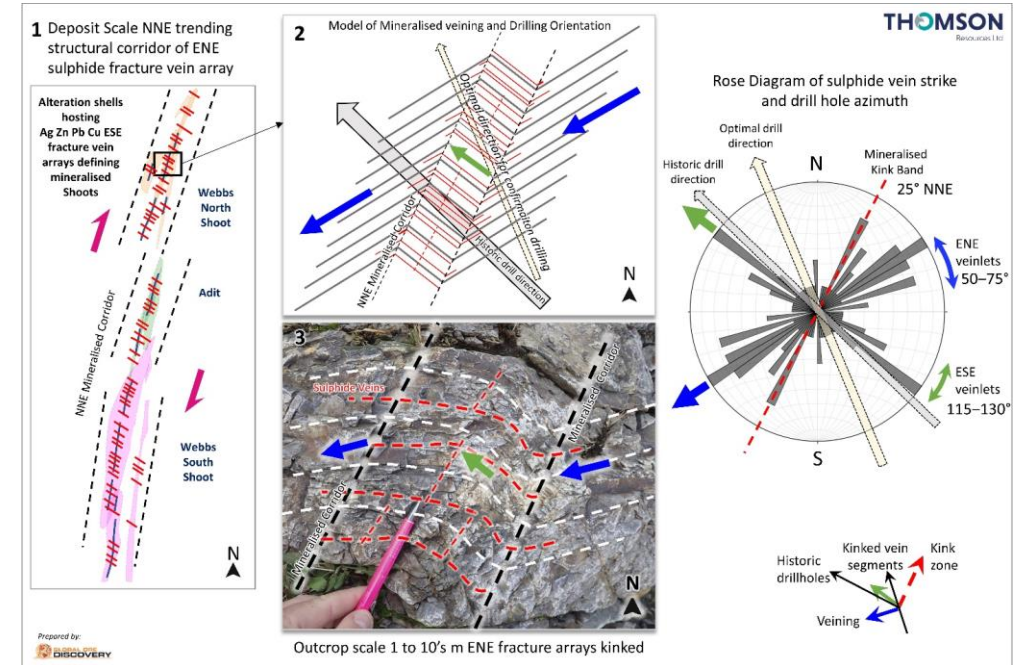 1 Deposit Scale NNE trending
structural corridor of ENE
sulphide fracture vein array
Alteration shells
hosting
Ag Zn Pb Cu ESE
fracture vein
arrays defining
mineralised
Shoots
Webbs
North
Shoot
Adit
NNE Mineralised Corridor
Webbs
South
Shoot
N
Prepared by:
GLOBAL ORE
DISCOVERY
2 Model of Mineralised veining and Drilling Orientation
Optimal direction for confirmaiton drilling
NNE Mineralised Corridor
Historic drill direction
N
3
Sulphide Veins
Mineralised Corridor
Mineralised Corridor
N
Outcrop scale 1 to 10’s m ENE fracture arrays kinked
THOMSON
Resources Ltd
Rose Diagram of sulphide vein strike
and drill hole azimuth
Optimal drill
direction
Historic drill
direction
N
Mineralised
Kink Band
25° NNE
ENE
veinlets
50–75°
ESE
veinlets
115–130°
S
Historic
drillholes
Kinked vein
segments
Kink
zone
Veining